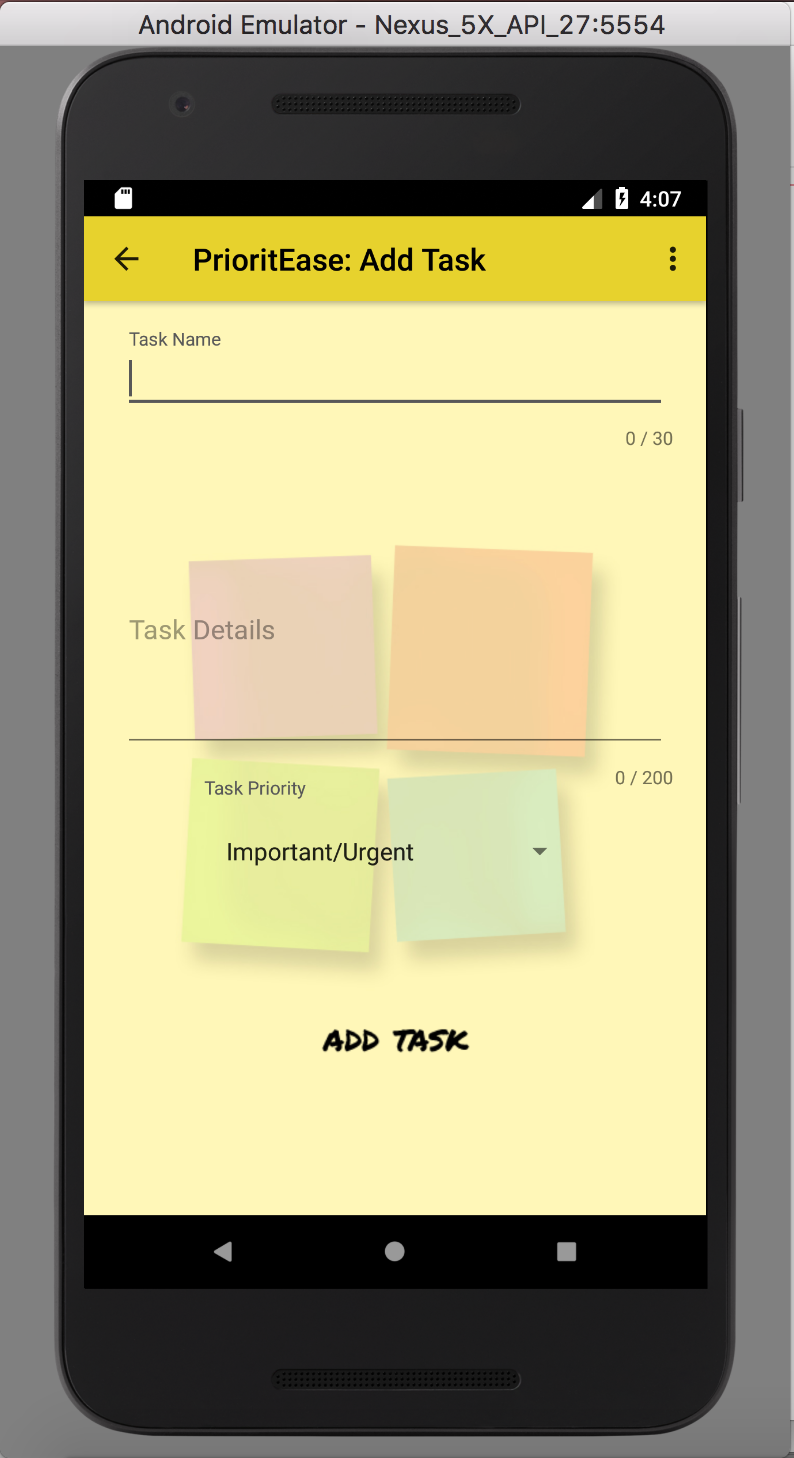 Android Emulator - Nexus_5X_API_27:5554
4:07
PrioritEase: Add Task
Task Name
0 / 30
Task Details
0 / 200
Task Priority
Important/Urgent
ADD TASK